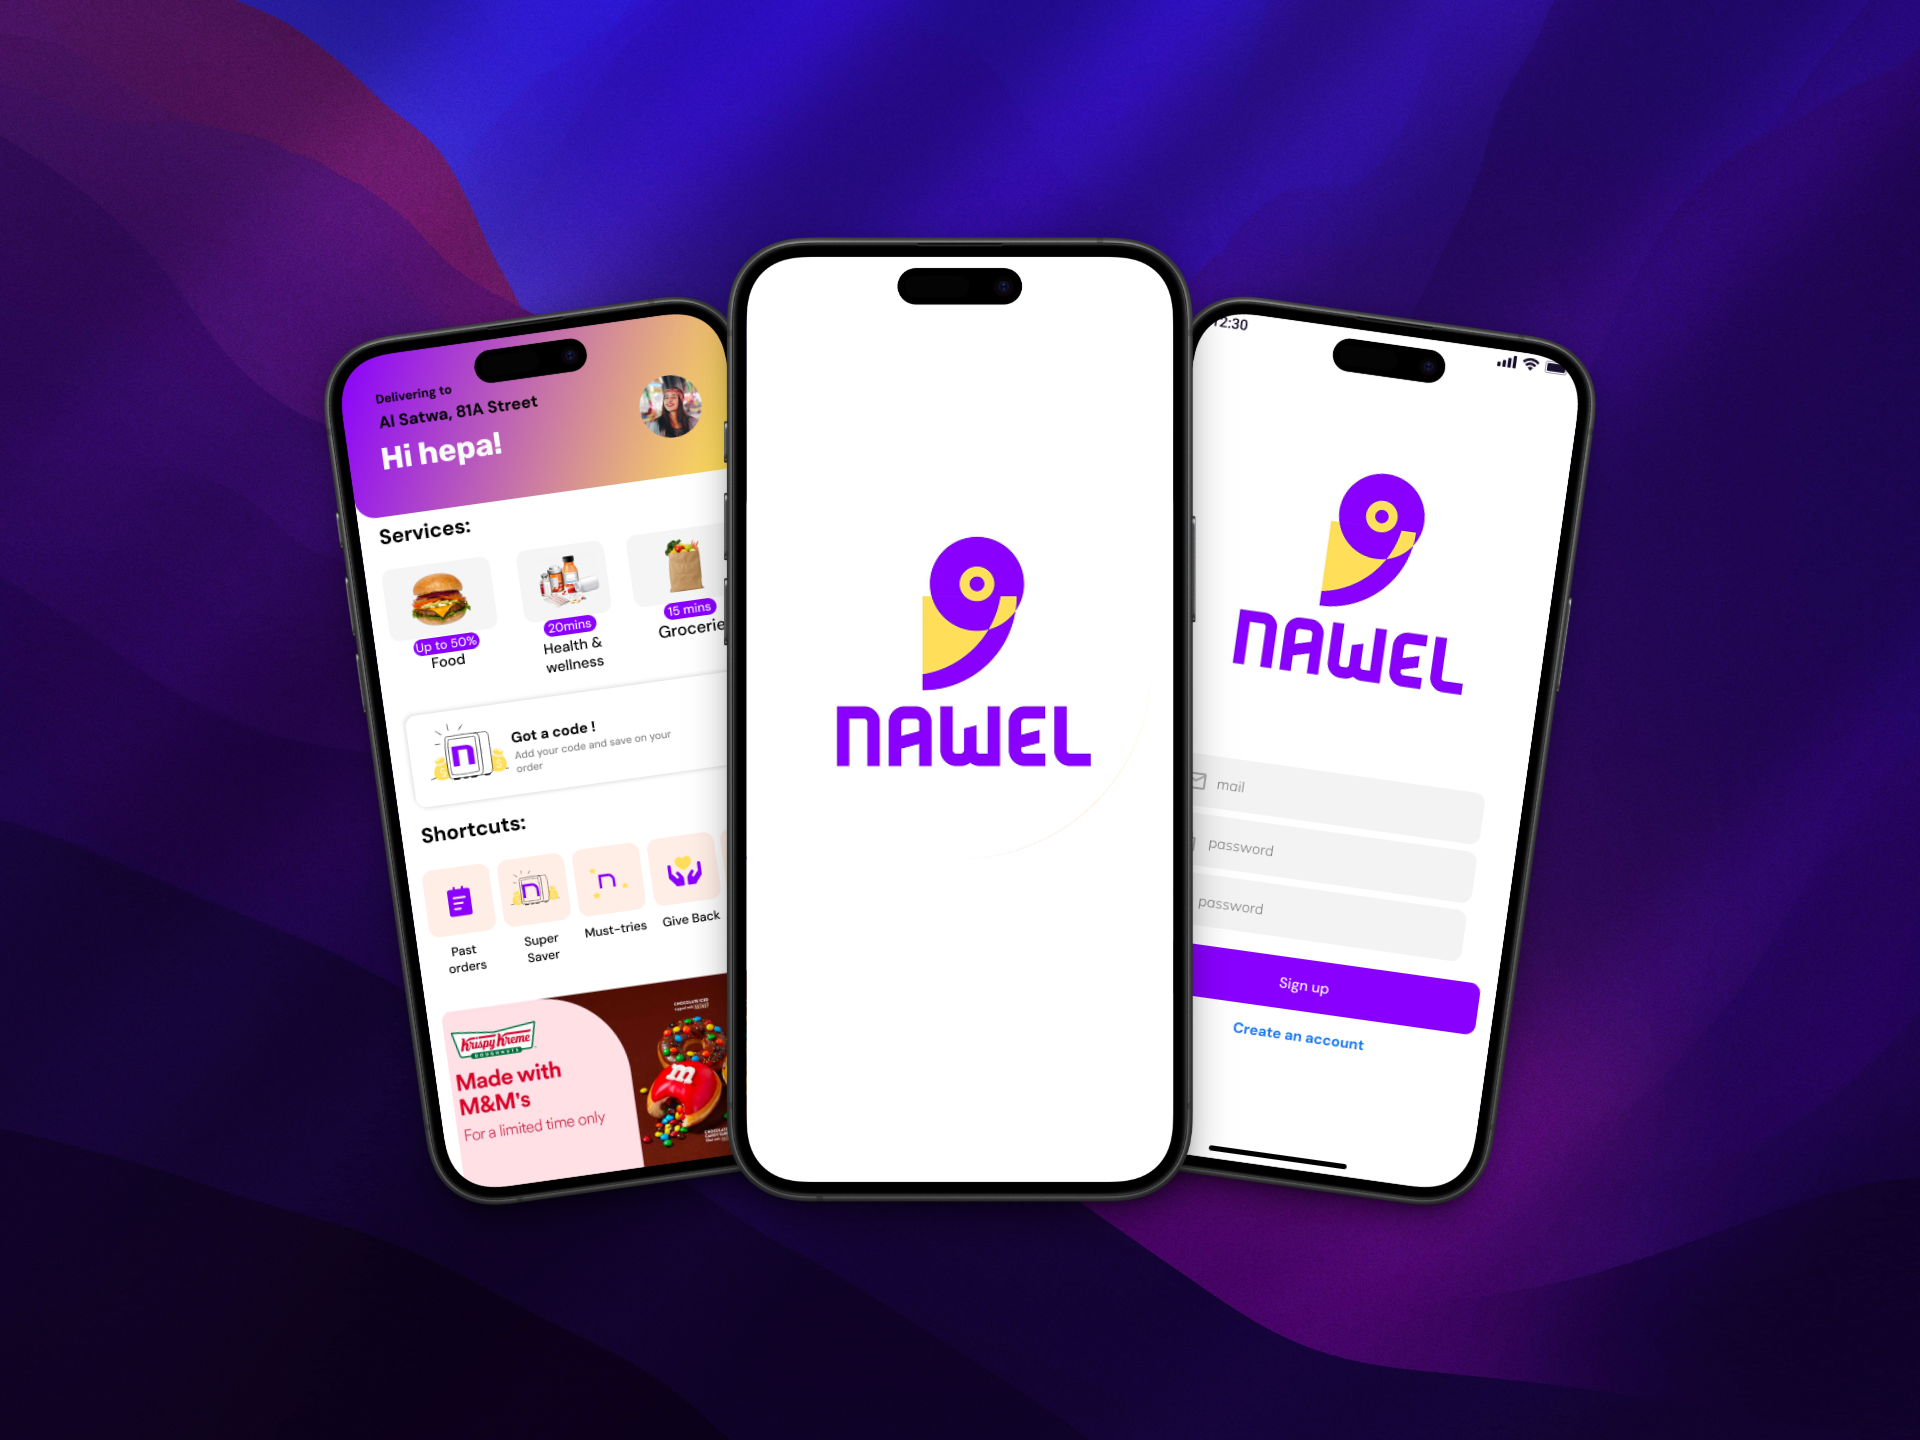 Delivering to
Al Satwa, 81A Street
Hi hepa!
Services:
Up to 50%
Food
20mins
Health &
wellness
15 mins
Grocerie
n
Got a code !
Add your code and save on your
order
Shortcuts:
n
n
Past
orders
Super
Saver
Must-tries
Give Back
Krispy Kreme
DOUGHNUTS
Made with
M&M's
For a limited time only
CHOCOLATE ICED
m
NAWEL
12:30
NAWEL
mail
password
password
Sign up
Create an account